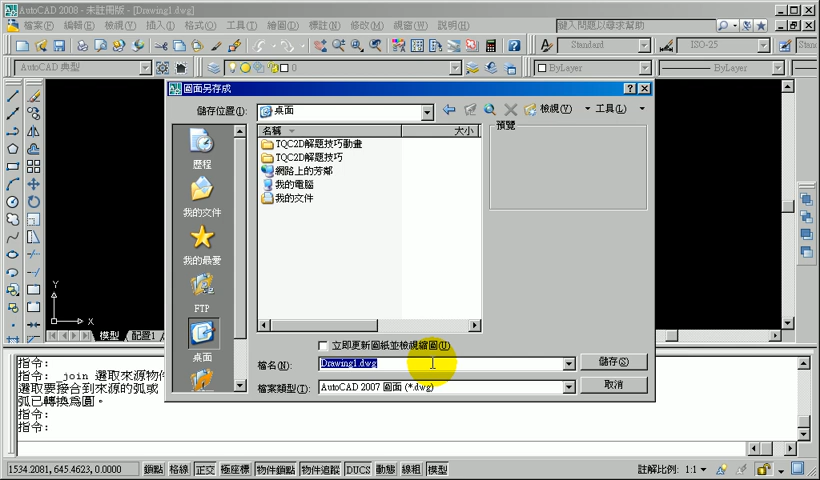 AutoCAD 2008 - 未註冊版 - [Drawing1.dwg]
檔案(F) 編輯(E) 檢視(V) 插入(I) 格式(O) 工具(T) 繪圖(D) 標註(N) 修改(M) 視窗(W) 說明(H) 鍵入問題以尋求幫助
Standard ISO-25 Stan
AutoCAD 典型 0 ByLayer ByLayer
圖面另存成
儲存位置(I): 桌面 檢視(V) 工具(L)
名稱 大小 預覽
TQC2D解題技巧動畫
TQC2D解題技巧
網路上的芳鄰
我的電腦
我的文件
歷程
我的文件
我的最愛
FTP
桌面
立即更新圖紙並檢視縮圖(U)
檔名(N): Drawing1.dwg 儲存(S)
檔案類型(T): AutoCAD 2007 圖面 (*.dwg) 取消
Y
X
模型 配置1
指令:
指令: _join 選取來源物件
選取要接合到來源的弧或
弧已轉換為圓。
指令:
指令:
1534.2081, 645.4623, 0.0000 鎖點 格線 正交 極座標 物件鎖點 物件追蹤 DUCS 動態 線粗 模型 註解比例: 1:1